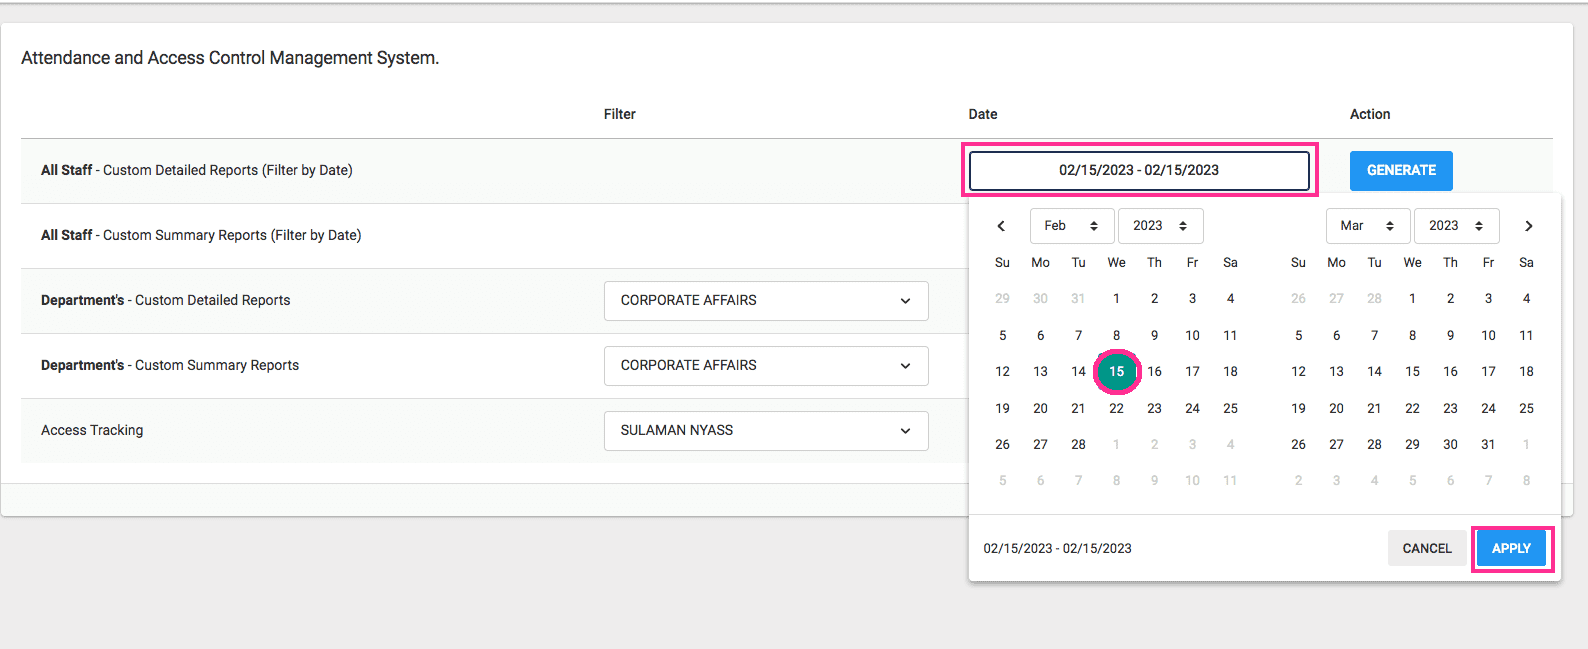 Attendance and Access Control Management System.
Filter Date Action
All Staff - Custom Detailed Reports (Filter by Date) 02/15/2023 - 02/15/2023 GENERATE
All Staff - Custom Summary Reports (Filter by Date)
Department's - Custom Detailed Reports CORPORATE AFFAIRS
Department's - Custom Summary Reports CORPORATE AFFAIRS
Access Tracking SULAMAN NYASS
Feb 2023
Su Mo Tu We Th Fr Sa
29 30 31 1 2 3 4
5 6 7 8 9 10 11
12 13 14 15 16 17 18
19 20 21 22 23 24 25
26 27 28 1 2 3 4
5 6 7 8 9 10 11
Mar 2023
Su Mo Tu We Th Fr Sa
26 27 28 1 2 3 4
5 6 7 8 9 10 11
12 13 14 15 16 17 18
19 20 21 22 23 24 25
26 27 28 29 30 31 1
2 3 4 5 6 7 8
02/15/2023 - 02/15/2023 CANCEL APPLY